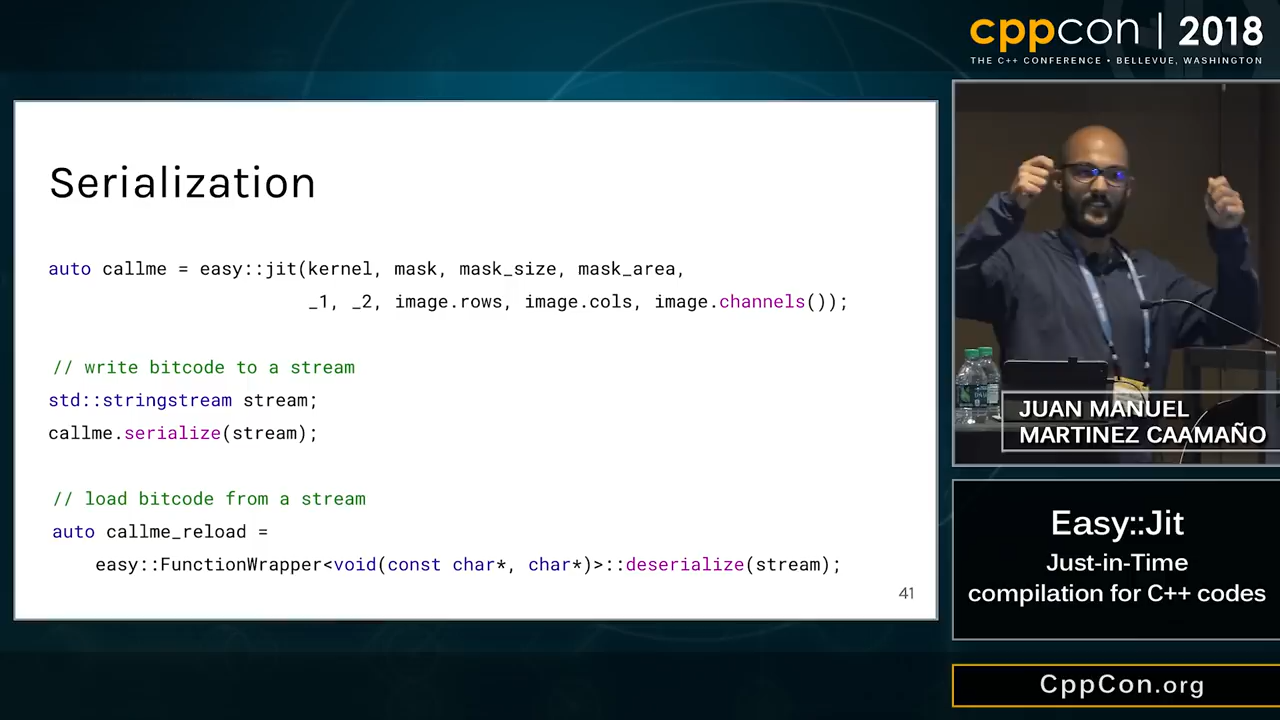 cppcon | 2018
THE C++ CONFERENCE • BELLEVUE, WASHINGTON
Serialization
auto callme = easy::jit(kernel, mask, mask_size, mask_area,
_1, _2, image.rows, image.cols, image.channels());
// write bitcode to a stream
std::stringstream stream;
callme.serialize(stream);
// load bitcode from a stream
auto callme_reload =
easy::FunctionWrapper<void(const char*, char*)>::deserialize(stream);
41
JUAN MANUEL
MARTINEZ CAAMAÑO
Easy::Jit
Just-in-Time
compilation for C++ codes
CppCon.org